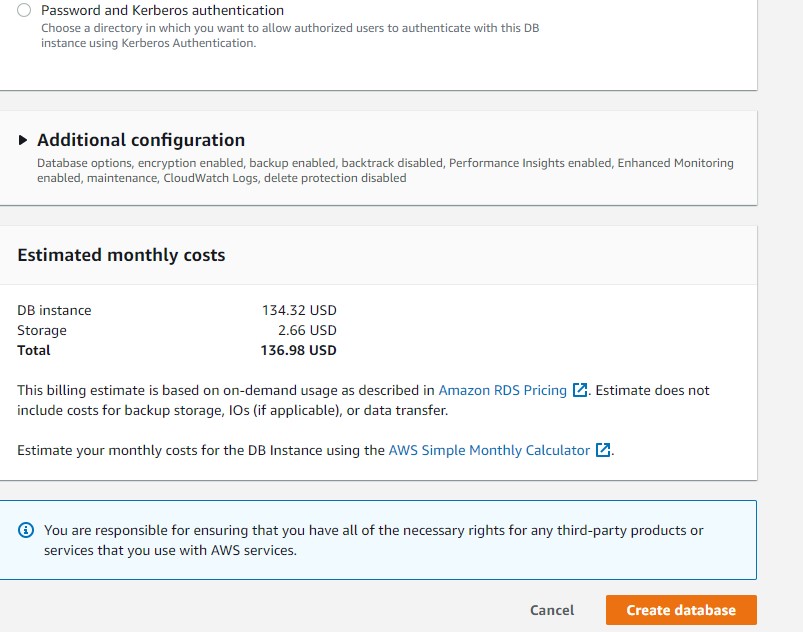 Password and Kerberos authentication
Choose a directory in which you want to allow authorized users to authenticate with this DB
instance using Kerberos Authentication.
Additional configuration
Database options, encryption enabled, backup enabled, backtrack disabled, Performance Insights enabled, Enhanced Monitoring
enabled, maintenance, CloudWatch Logs, delete protection disabled
Estimated monthly costs
DB instance 134.32 USD
Storage 2.66 USD
Total 136.98 USD
This billing estimate is based on on-demand usage as described in Amazon RDS Pricing. Estimate does not
include costs for backup storage, IOs (if applicable), or data transfer.
Estimate your monthly costs for the DB Instance using the AWS Simple Monthly Calculator.
You are responsible for ensuring that you have all of the necessary rights for any third-party products or
services that you use with AWS services.
Cancel Create database